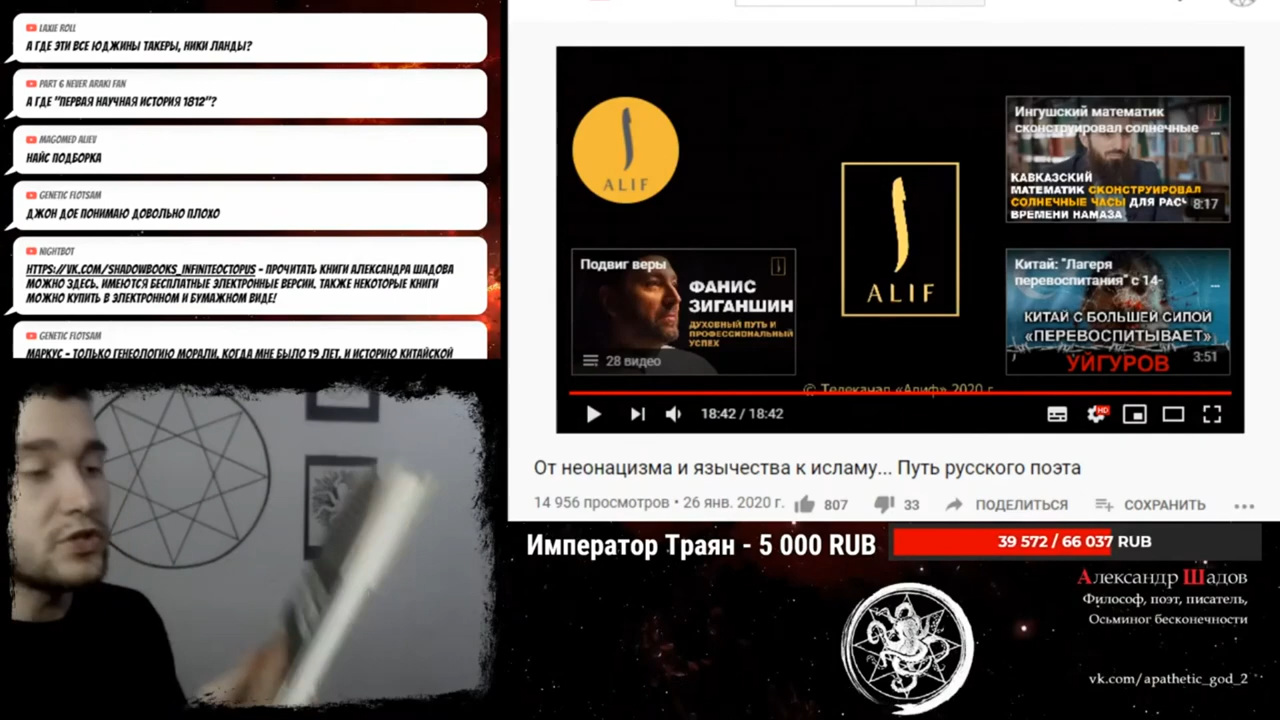 LAXIE ROLL
А ГДЕ ЭТИ ВСЕ ЮДЖИНЫ ТАКЕРЫ, НИКИ ЛАНДЫ?
PART 6 NEVER ARAKI FAN
А ГДЕ "ПЕРВАЯ НАУЧНАЯ ИСТОРИЯ 1812"?
MAGOMED ALIEV
НАЙС ПОДБОРКА
GENETIC FLOTSAM
ДЖОН ДОЕ ПОНИМАЮ ДОВОЛЬНО ПЛОХО
NIGHTBOT
HTTPS://VK.COM/SHADOWBOOKS_INFINITEOCTOPUS - ПРОЧИТАТЬ КНИГИ АЛЕКСАНДРА ШАДОВА
МОЖНО ЗДЕСЬ. ИМЕЮТСЯ БЕСПЛАТНЫЕ ЭЛЕКТРОННЫЕ ВЕРСИИ. ТАКЖЕ НЕКОТОРЫЕ КНИГИ
МОЖНО КУПИТЬ В ЭЛЕКТРОННОМ И БУМАЖНОМ ВИДЕ!
GENETIC FLOTSAM
МАРКУС - ТОЛЬКО ГЕНЕОЛОГИЮ МОРАЛИ, КОГДА МНЕ БЫЛО 19 ЛЕТ, И ИСТОРИЮ КИТАЙСКОЙ
ALIF
Подвиг веры
ФАНИС
ЗИГАНШИН
ДУХОВНЫЙ ПУТЬ И
ПРОФЕССИОНАЛЬНЫЙ
УСПЕХ
28 видео
ALIF
Ингушский математик
сконструировал солнечные
...
КАВКАЗСКИЙ
МАТЕМАТИК СКОНСТРУИРОВАЛ
СОЛНЕЧНЫЕ ЧАСЫ ДЛЯ РАСЧ
ВРЕМЕНИ НАМАЗА
8:17
Китай: "Лагеря
перевоспитания" с 14-
...
КИТАЙ С БОЛЬШЕЙ СИЛОЙ
«ПЕРЕВОСПИТЫВАЕТ»
УЙГУРОВ
3:51
© Телеканал «Алиф» 2020 г.
18:42 / 18:42
HD
От неонацизма и язычества к исламу... Путь русского поэта
14 956 просмотров • 26 янв. 2020 г. 807 33 ПОДЕЛИТЬСЯ СОХРАНИТЬ ...
Император Траян - 5 000 RUB
39 572 / 66 037 RUB
Александр Шадов
Философ, поэт, писатель,
Осьминог бесконечности
vk.com/apathetic_god_2